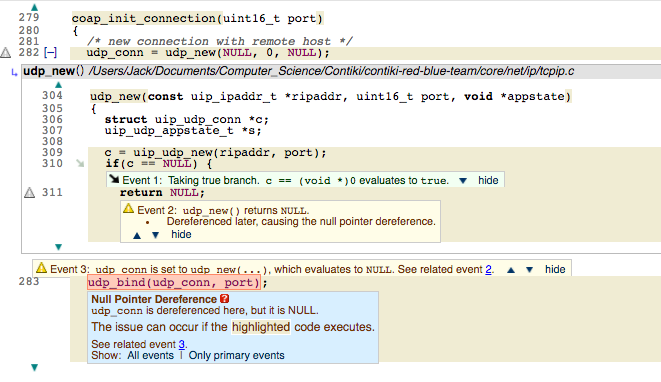 279 coap_init_connection(uint16_t port)
280 {
281 /* new connection with remote host */
282 [−] udp_conn = udp_new(NULL, 0, NULL);
udp_new() /Users/Jack/Documents/Computer_Science/Contiki/contiki-red-blue-team/core/net/ip/tcpip.c
304 udp_new(const uip_ipaddr_t *ripaddr, uint16_t port, void *appstate)
305 {
306 struct uip_udp_conn *c;
307 uip_udp_appstate_t *s;
308
309 c = uip_udp_new(ripaddr, port);
310 if(c == NULL) {
Event 1: Taking true branch. c == (void *)0 evaluates to true. hide
311 return NULL;
Event 2: udp_new() returns NULL.
• Dereferenced later, causing the null pointer dereference.
hide
Event 3: udp_conn is set to udp_new(...), which evaluates to NULL. See related event 2. hide
283 udp_bind(udp_conn, port);
Null Pointer Dereference ?
udp_conn is dereferenced here, but it is NULL.
The issue can occur if the highlighted code executes.
See related event 3.
Show: All events | Only primary events